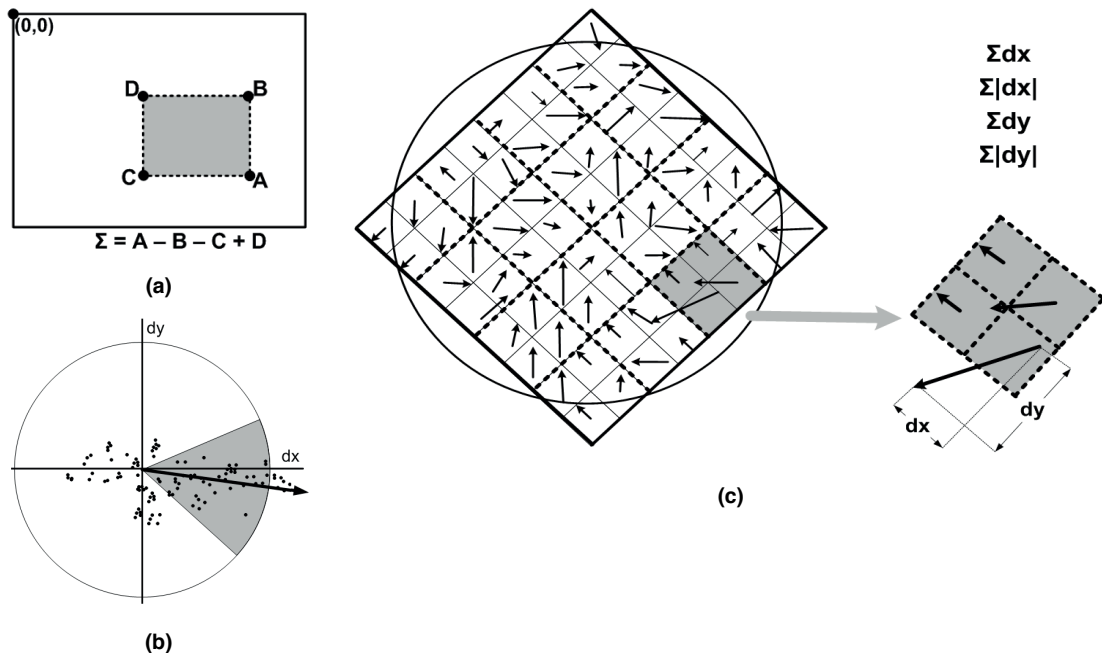 (0,0)
D
B
C
A
Σ = A – B – C + D
(a)
dy
dx
(b)
Σdx
Σ|dx|
Σdy
Σ|dy|
dx
dy
(c)